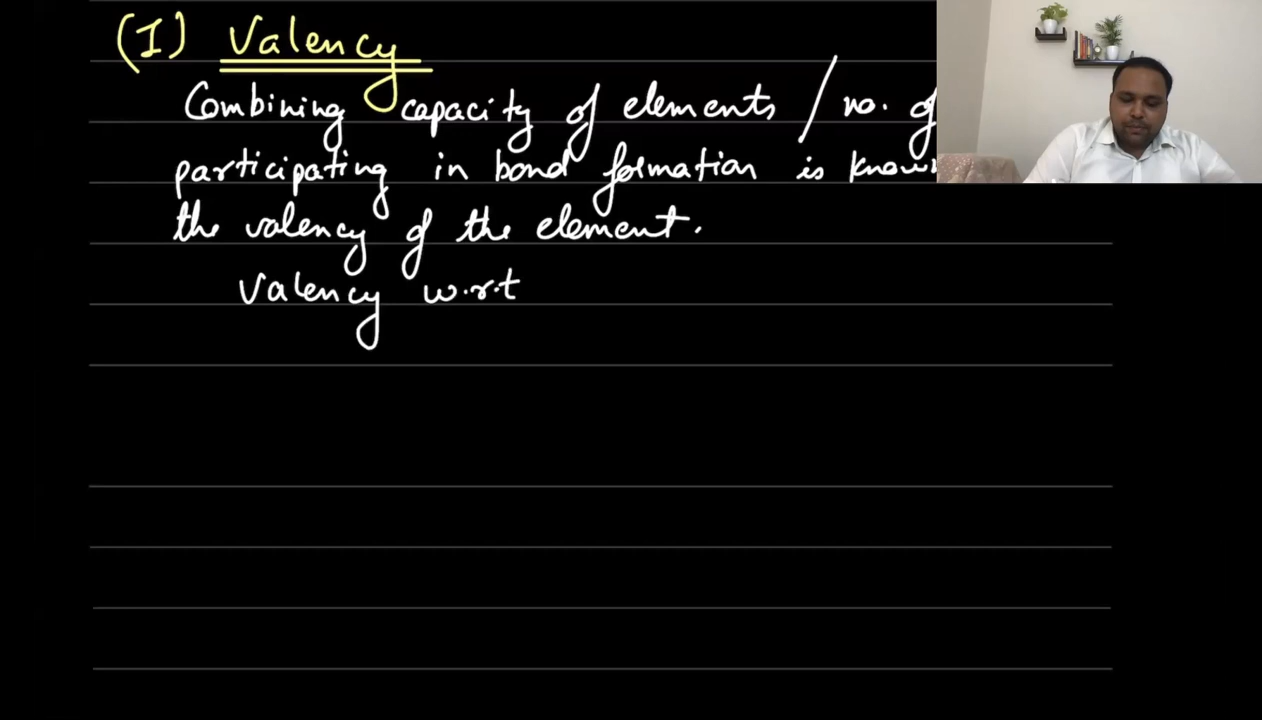 (I) Valency
Combining capacity of elements / no. of
participating in bond formation is known
the valency of the element.
Valency w.r.t